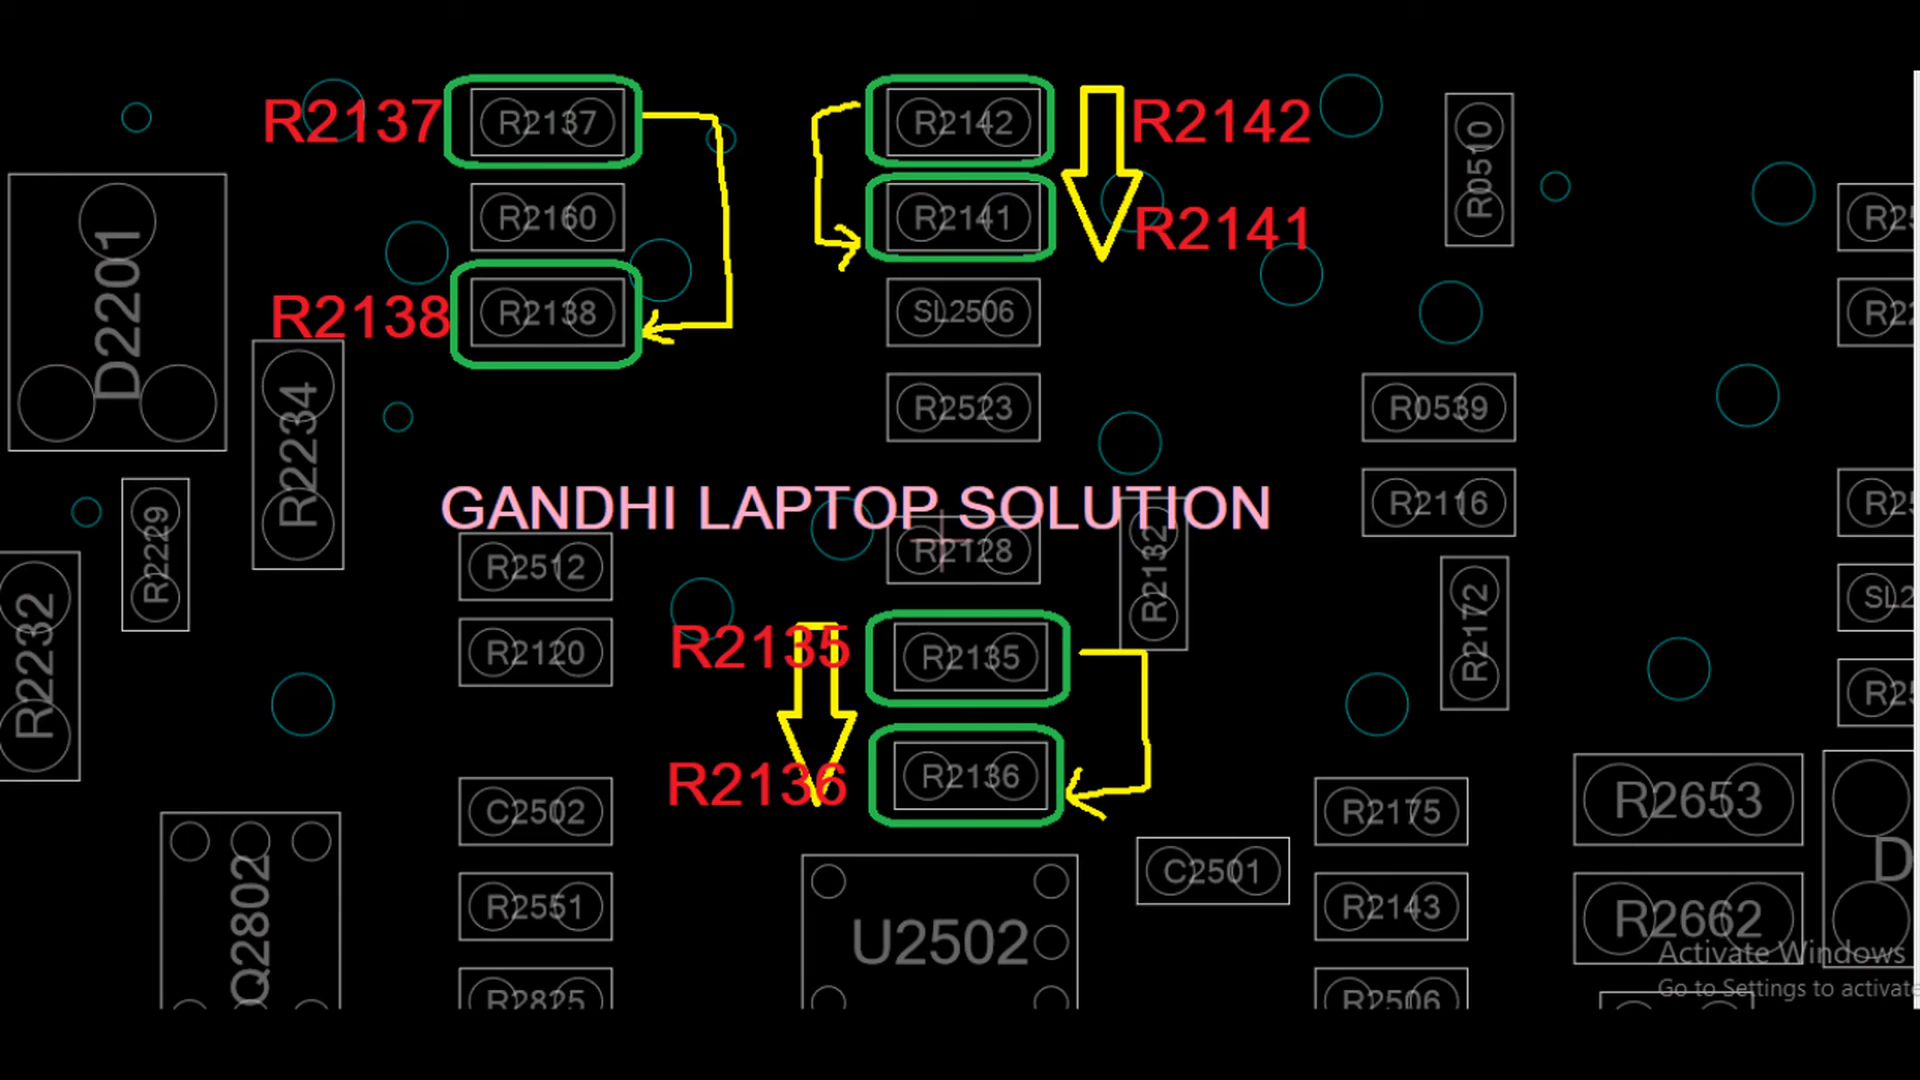 R2137 R2137 R2142 R2142 R0510
R2160 R2141 R2141
D2201
R2138 R2138 SL2506
R2234 R2523 R0539
GANDHI LAPTOP SOLUTION R2116
R2229 R2512 R2128 R2132
R2232 R2120 R2135 R2135 R2172
R2136 R2136
C2502 R2175 R2653
C2501
Q2802 R2551 U2502 R2143 R2662
Activate Windows
R2825 R2506 Go to Settings to activate